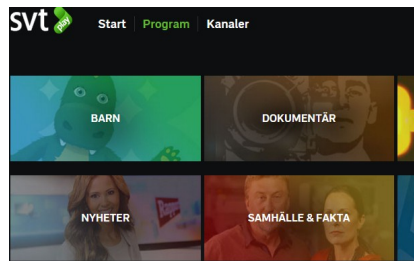 svt play
Start Program Kanaler
BARN
DOKUMENTÄR
NYHETER
SAMHÄLLE & FAKTA